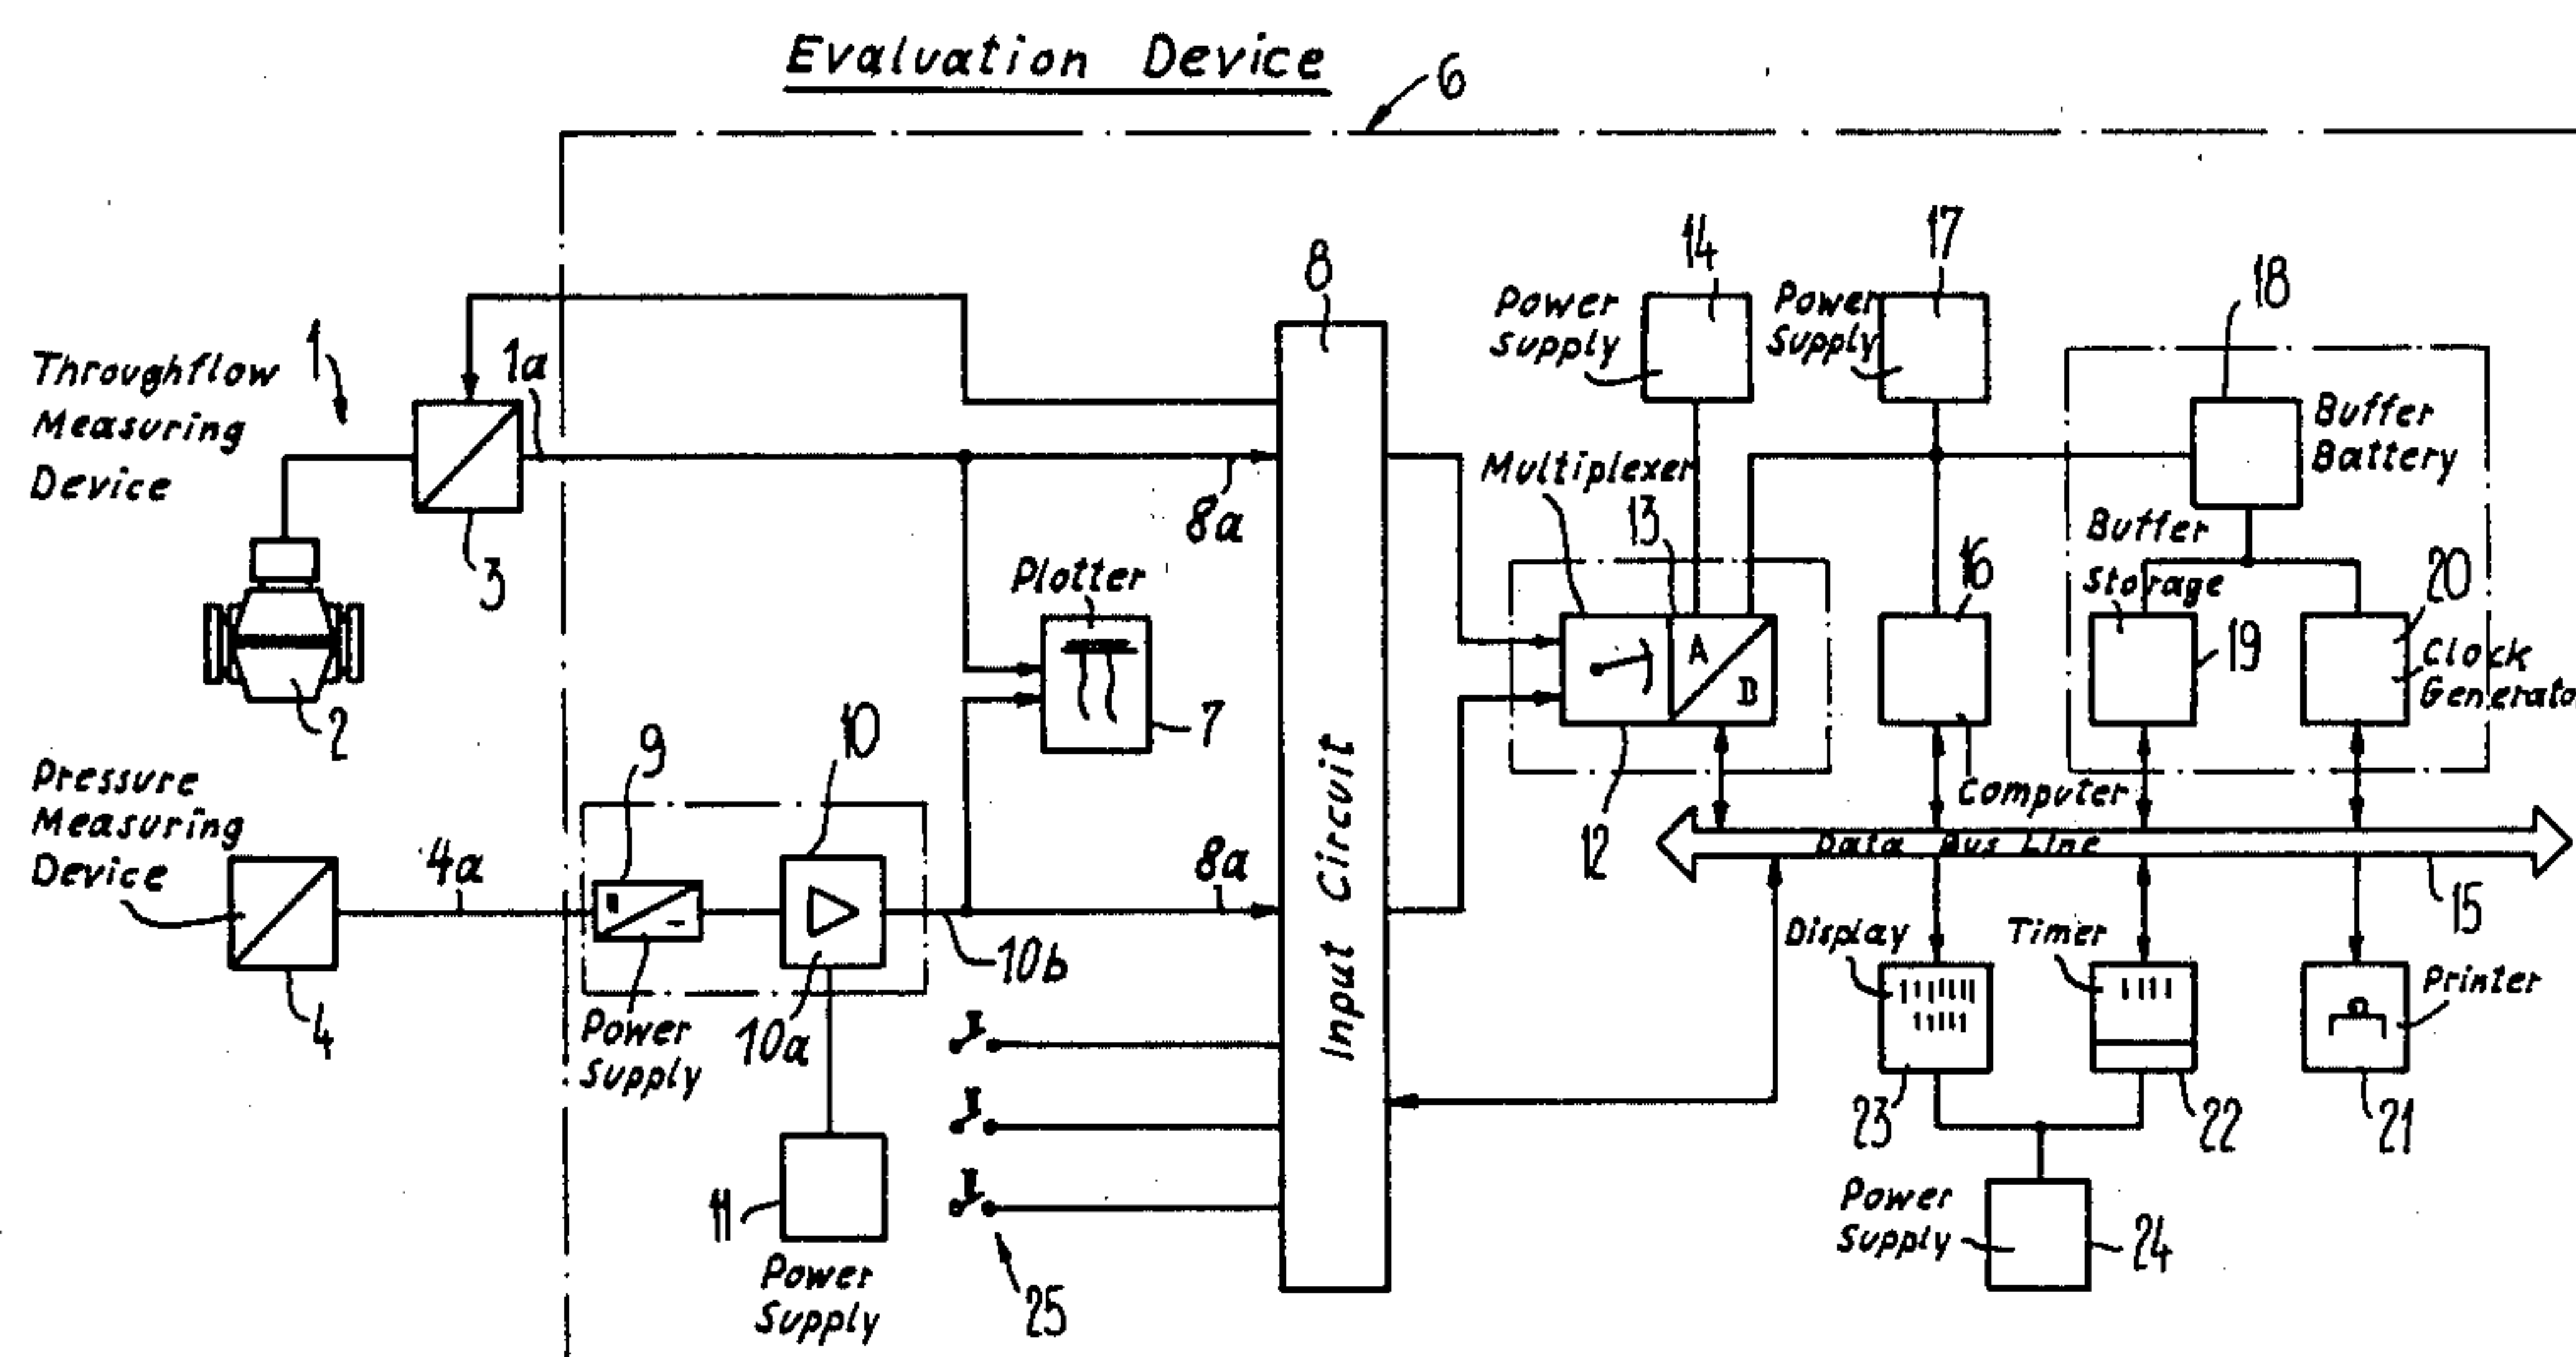 Evaluation Device
6
Throughflow
Measuring
Device
1
1a
3
2
8a
8
Plotter
7
14
Power
Supply
17
Power
Supply
18
Buffer
Battery
Multiplexer
13
A
D
12
16
Computer
Buffer
Storage
19
20
Clock
Generato
Pressure
Measuring
Device
4a
4
9
10
Power
Supply
10a
10b
8a
11
Power
Supply
25
Input Circuit
Data Bus Line
15
Display
23
Timer
22
Printer
21
Power
Supply
24